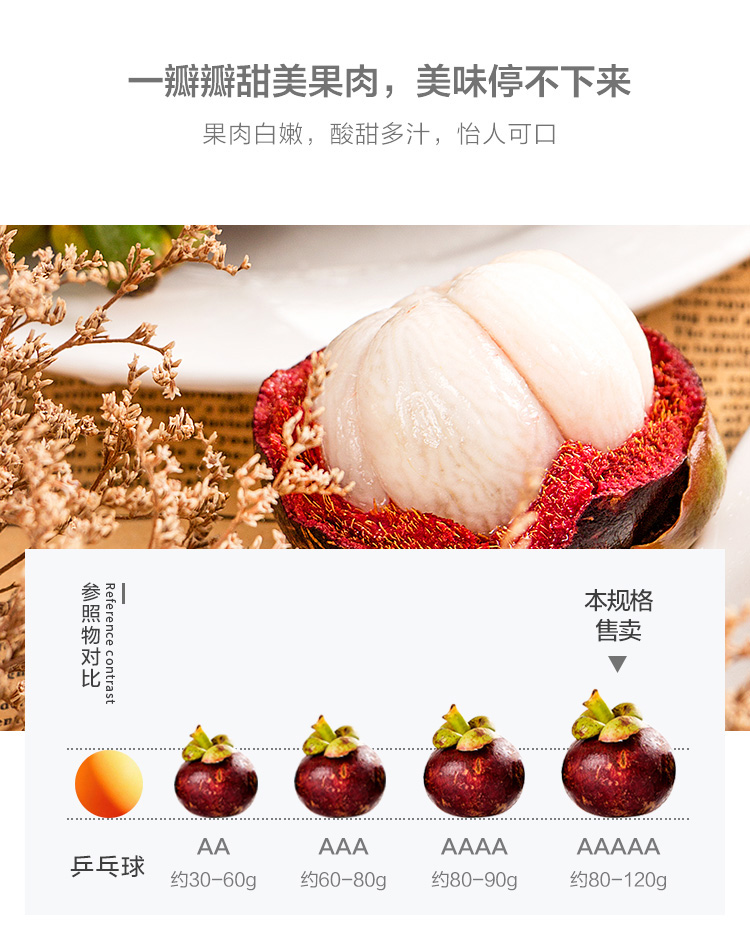 一瓣瓣甜美果肉，美味停不下来
果肉白嫩，酸甜多汁，怡人可口
参照物对比
Reference contrast
本规格
售卖
乒乓球
AA
约30-60g
AAA
约60-80g
AAAA
约80-90g
AAAAA
约80-120g